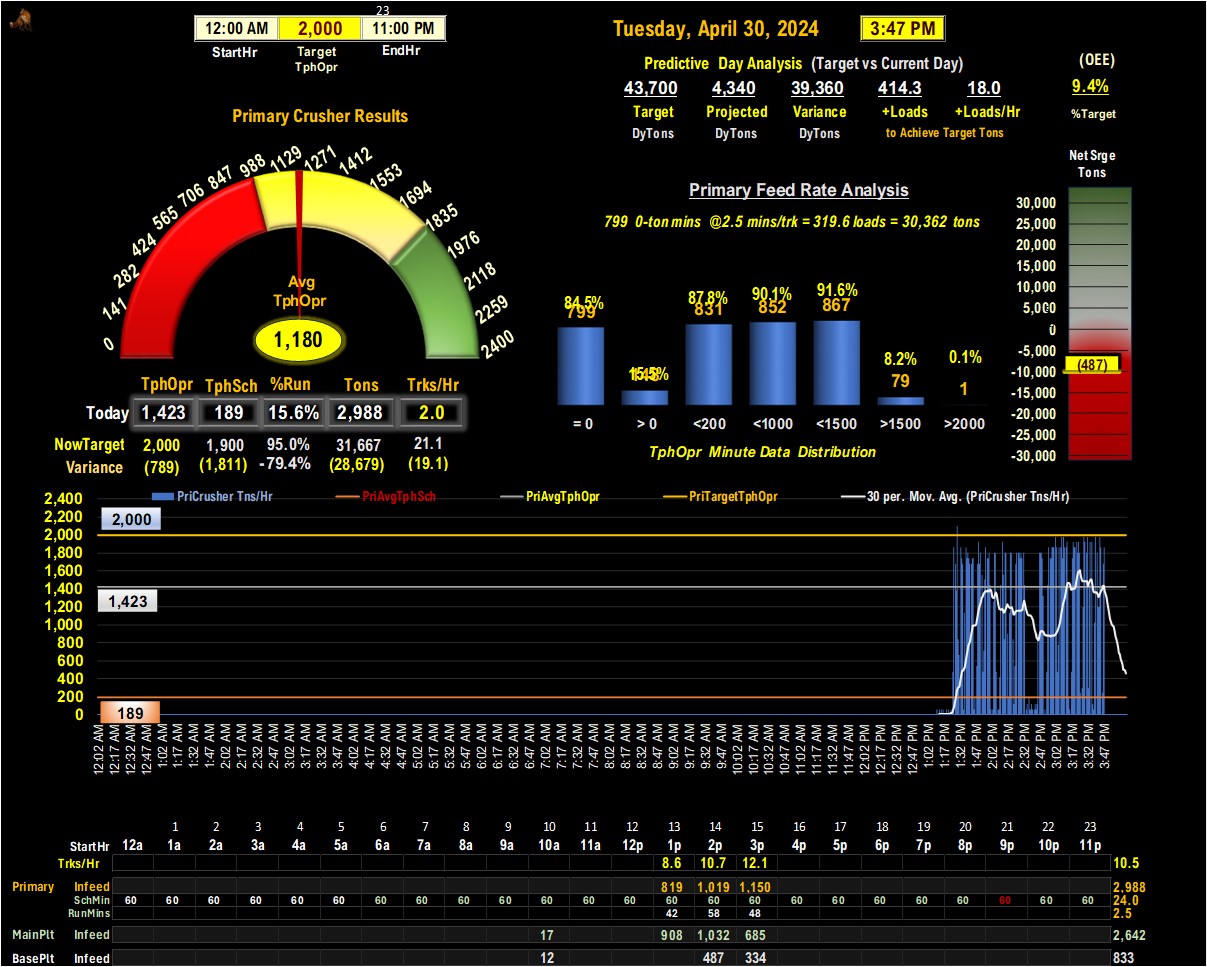 23
12:00 AM 2,000 11:00 PM
StartHr Target TphOpr EndHr
Tuesday, April 30, 2024 3:47 PM
Predictive Day Analysis (Target vs Current Day)
43,700 4,340 39,360 414.3 18.0
Target Projected Variance +Loads +Loads/Hr
DyTons DyTons DyTons to Achieve Target Tons
(OEE)
9.4%
%Target
Primary Crusher Results
0 141 282 424 565 706 847 988 1129 1271 1412 1553 1694 1835 1976 2118 2259 2400
Avg
TphOpr
1,180
TphOpr TphSch %Run Tons Trks/Hr
Today 1,423 189 15.6% 2,988 2.0
NowTarget 2,000 1,900 95.0% 31,667 21.1
Variance (789) (1,811) -79.4% (28,679) (19.1)
Primary Feed Rate Analysis
799 0-ton mins @2.5 mins/trk = 319.6 loads = 30,362 tons
84.5% 15.5% 87.8% 90.1% 91.6% 8.2% 0.1%
799 831 852 867 79 1
= 0 > 0 <200 <1000 <1500 >1500 >2000
TphOpr Minute Data Distribution
Net Srge
Tons
30,000
25,000
20,000
15,000
10,000
5,000
0
-5,000
(487)
-10,000
-15,000
-20,000
-25,000
-30,000
PriCrusher Tns/Hr PriAvgTphSch PriAvgTphOpr PriTargetTphOpr 30 per. Mov. Avg. (PriCrusher Tns/Hr)
2,400
2,200
2,000
1,800
1,600
1,400
1,200
1,000
800
600
400
200
0
2,000
1,423
189
12:02 AM 12:17 AM 12:32 AM 12:47 AM 1:02 AM 1:17 AM 1:32 AM 1:47 AM 2:02 AM 2:17 AM 2:32 AM 2:47 AM 3:02 AM 3:17 AM 3:32 AM 3:47 AM 4:02 AM 4:17 AM 4:32 AM 4:47 AM 5:02 AM 5:17 AM 5:32 AM 5:47 AM 6:02 AM 6:17 AM 6:32 AM 6:47 AM 7:02 AM 7:17 AM 7:32 AM 7:47 AM 8:02 AM 8:17 AM 8:32 AM 8:47 AM 9:02 AM 9:17 AM 9:32 AM 9:47 AM 10:02 AM 10:17 AM 10:32 AM 10:47 AM 11:02 AM 11:17 AM 11:32 AM 11:47 AM 12:02 PM 12:17 PM 12:32 PM 12:47 PM 1:02 PM 1:17 PM 1:32 PM 1:47 PM 2:02 PM 2:17 PM 2:32 PM 2:47 PM 3:02 PM 3:17 PM 3:32 PM 3:47 PM
1 2 3 4 5 6 7 8 9 10 11 12 13 14 15 16 17 18 19 20 21 22 23
StartHr 12a 1a 2a 3a 4a 5a 6a 7a 8a 9a 10a 11a 12p 1p 2p 3p 4p 5p 6p 7p 8p 9p 10p 11p
Trks/Hr 8.6 10.7 12.1 10.5
Primary Infeed 819 1,019 1,150 2,988
SchMin 60 60 60 60 60 60 60 60 60 60 60 60 60 60 60 60 60 60 60 60 60 60 60 60 24.0
RunMins 42 58 48 2.5
MainPlt Infeed 17 908 1,032 685 2,642
BasePlt Infeed 12 487 334 833